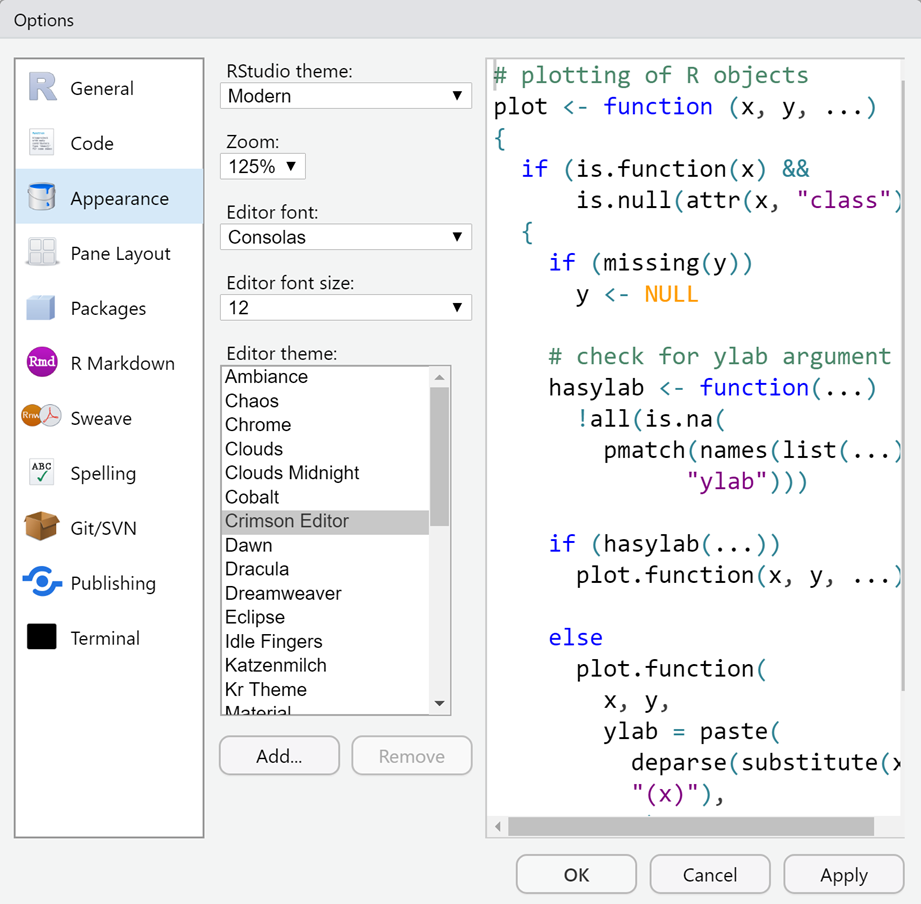 Options
General
Code
Appearance
Pane Layout
Packages
Rmd
R Markdown
Rnw
Sweave
ABC
Spelling
Git/SVN
Publishing
Terminal
RStudio theme:
Modern
Zoom:
125%
Editor font:
Consolas
Editor font size:
12
Editor theme:
Ambiance
Chaos
Chrome
Clouds
Clouds Midnight
Cobalt
Crimson Editor
Dawn
Dracula
Dreamweaver
Eclipse
Idle Fingers
Katzenmilch
Kr Theme
Material
Add...
Remove
# plotting of R objects
plot <- function (x, y, ...)
{
  if (is.function(x) &&
      is.null(attr(x, "class")
  {
    if (missing(y))
      y <- NULL
    # check for ylab argument
    hasylab <- function(...)
      !all(is.na(
        pmatch(names(list(...)
              "ylab")))
    if (hasylab(...))
      plot.function(x, y, ...)
    else
      plot.function(
        x, y,
        ylab = paste(
          deparse(substitute(x
          "(x)"),
OK
Cancel
Apply